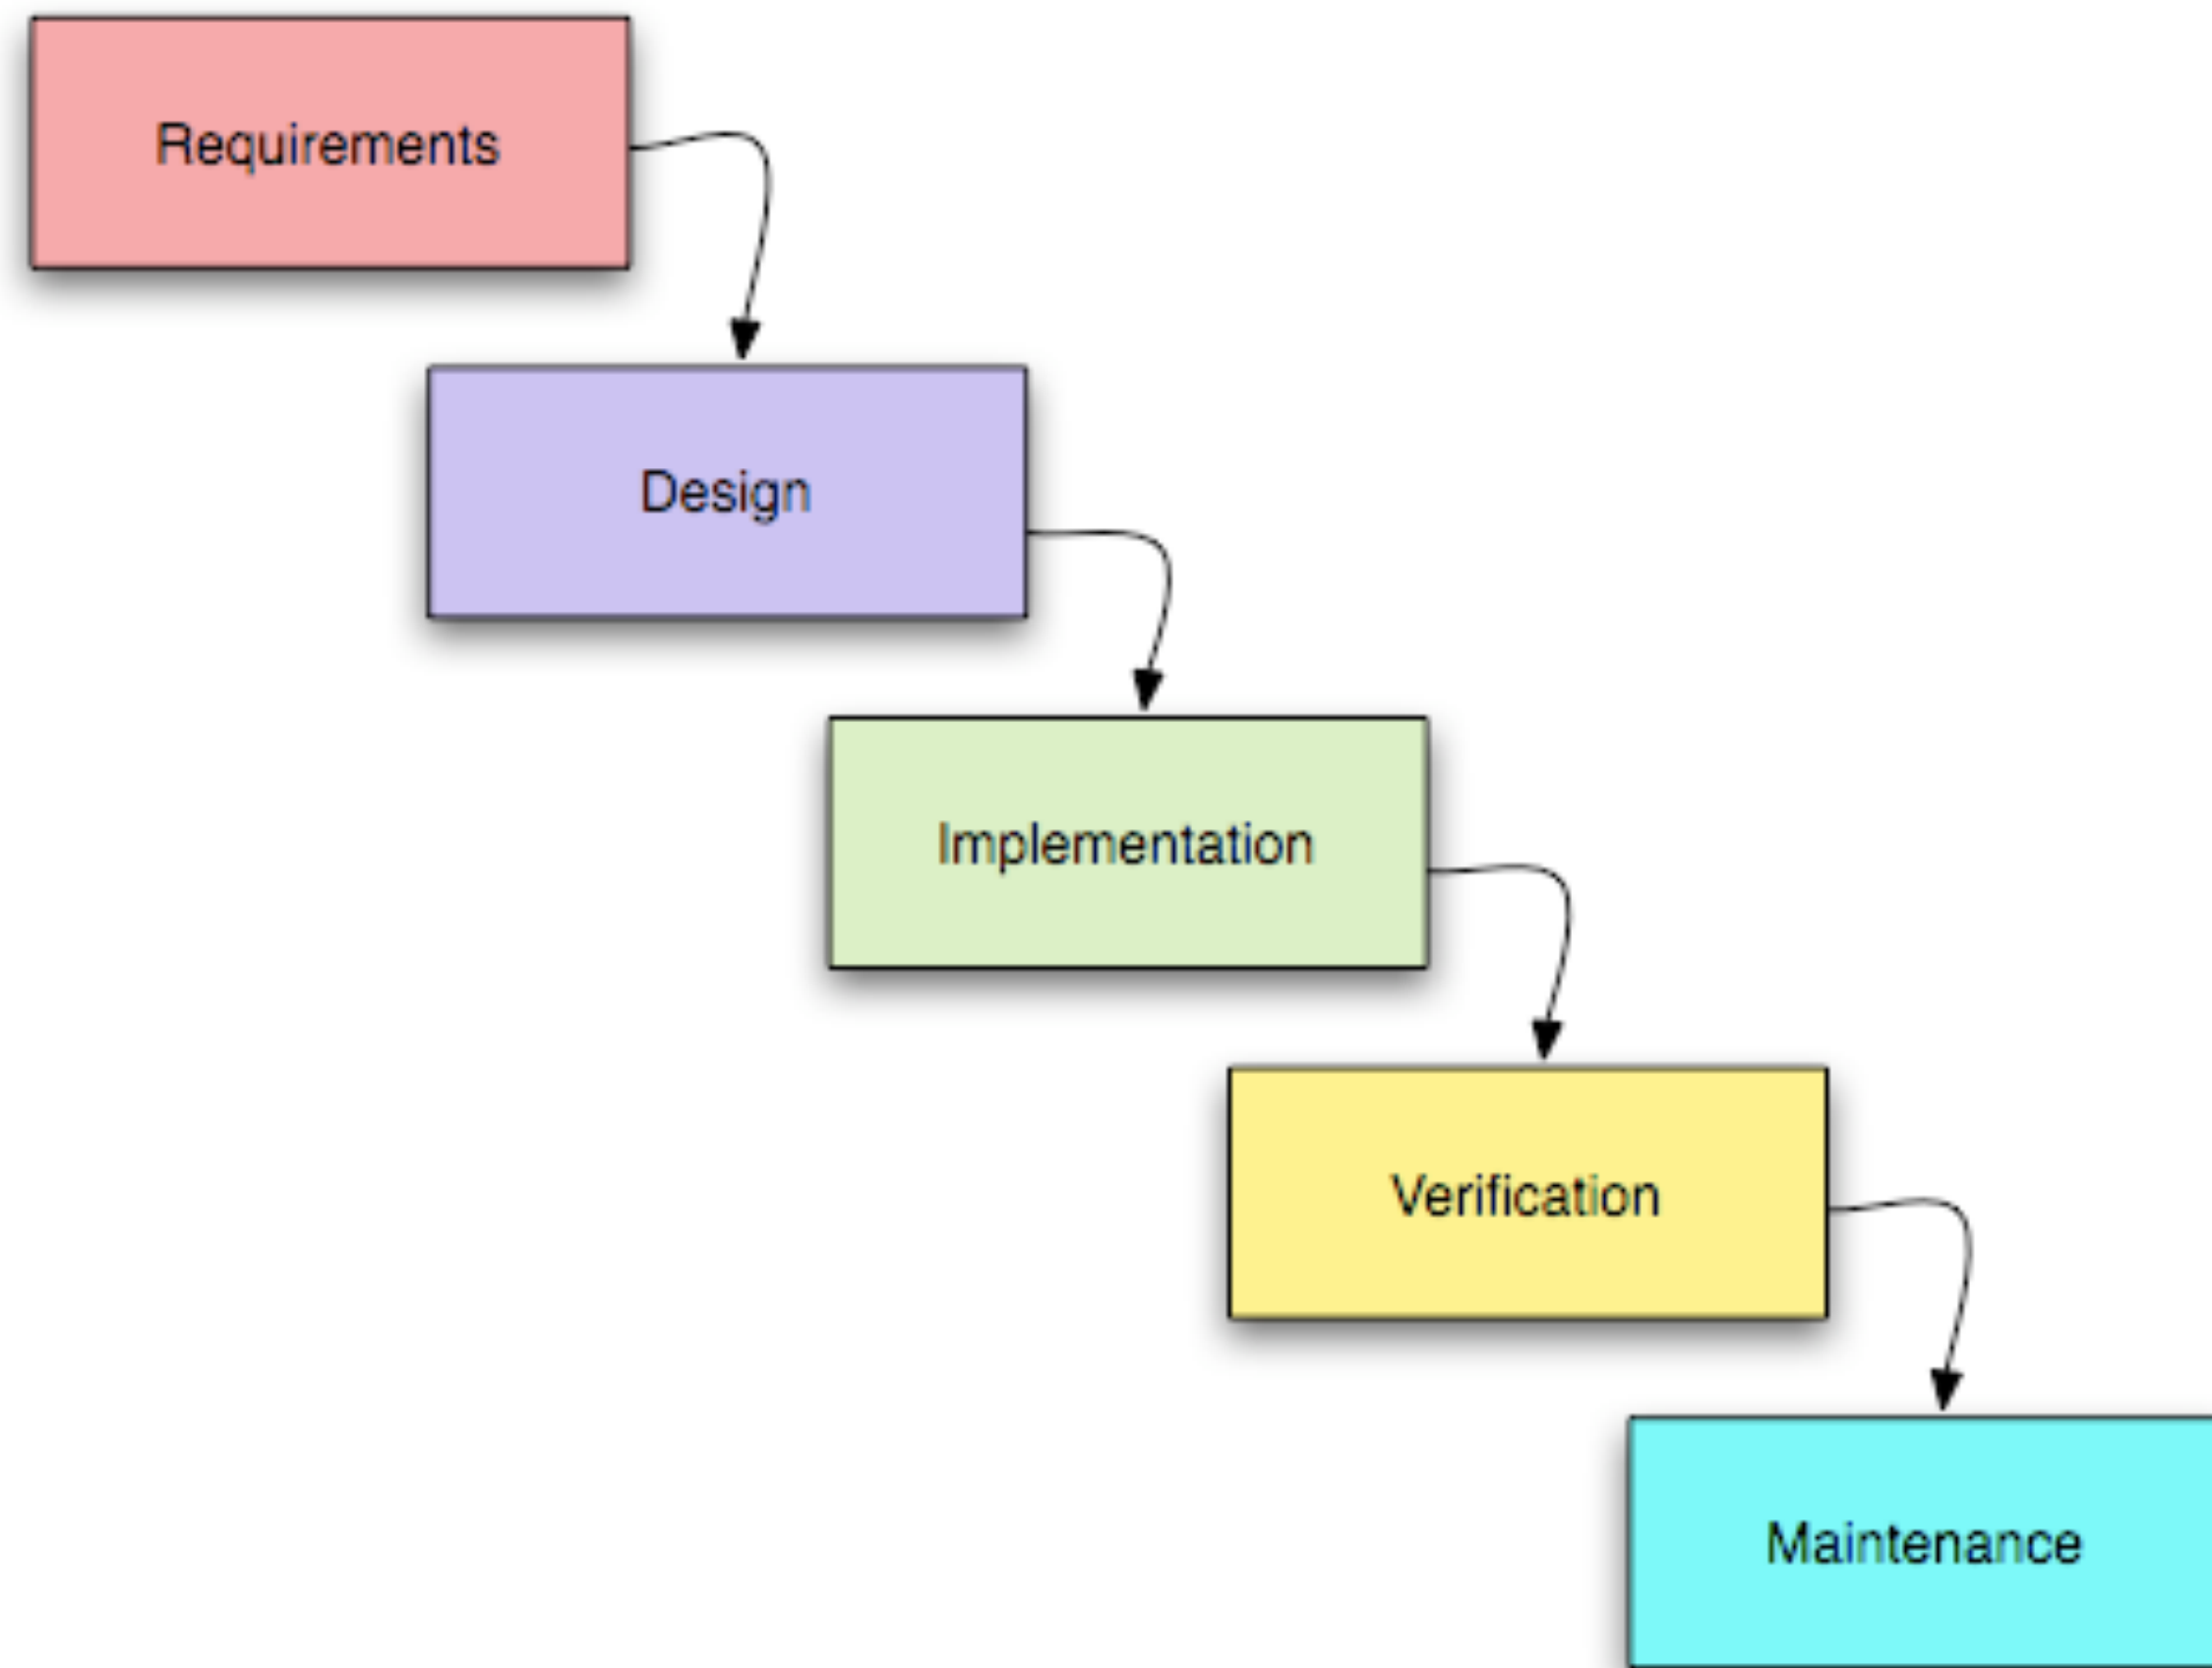 Requirements
Design
Implementation
Verification
Maintenance